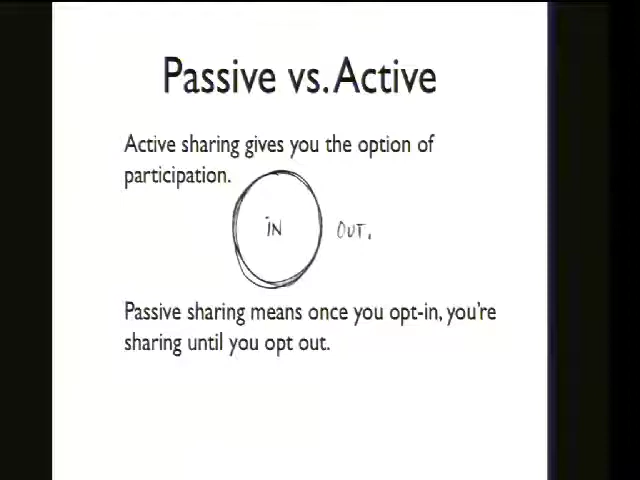 Passive vs. Active
Active sharing gives you the option of
participation.
IN OUT.
Passive sharing means once you opt-in, you're
sharing until you opt out.